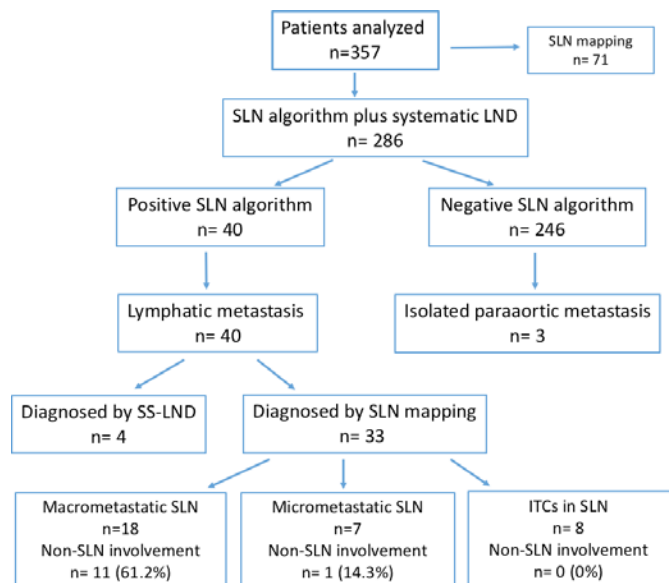 Patients analyzed
n=357
SLN mapping
n= 71
SLN algorithm plus systematic LND
n= 286
Positive SLN algorithm
n= 40
Negative SLN algorithm
n= 246
Lymphatic metastasis
n= 40
Isolated paraaortic metastasis
n= 3
Diagnosed by SS-LND
n= 4
Diagnosed by SLN mapping
n= 33
Macrometastatic SLN
n=18
Non-SLN involvement
n= 11 (61.2%)
Micrometastatic SLN
n=7
Non-SLN involvement
n= 1 (14.3%)
ITCs in SLN
n= 8
Non-SLN involvement
n= 0 (0%)